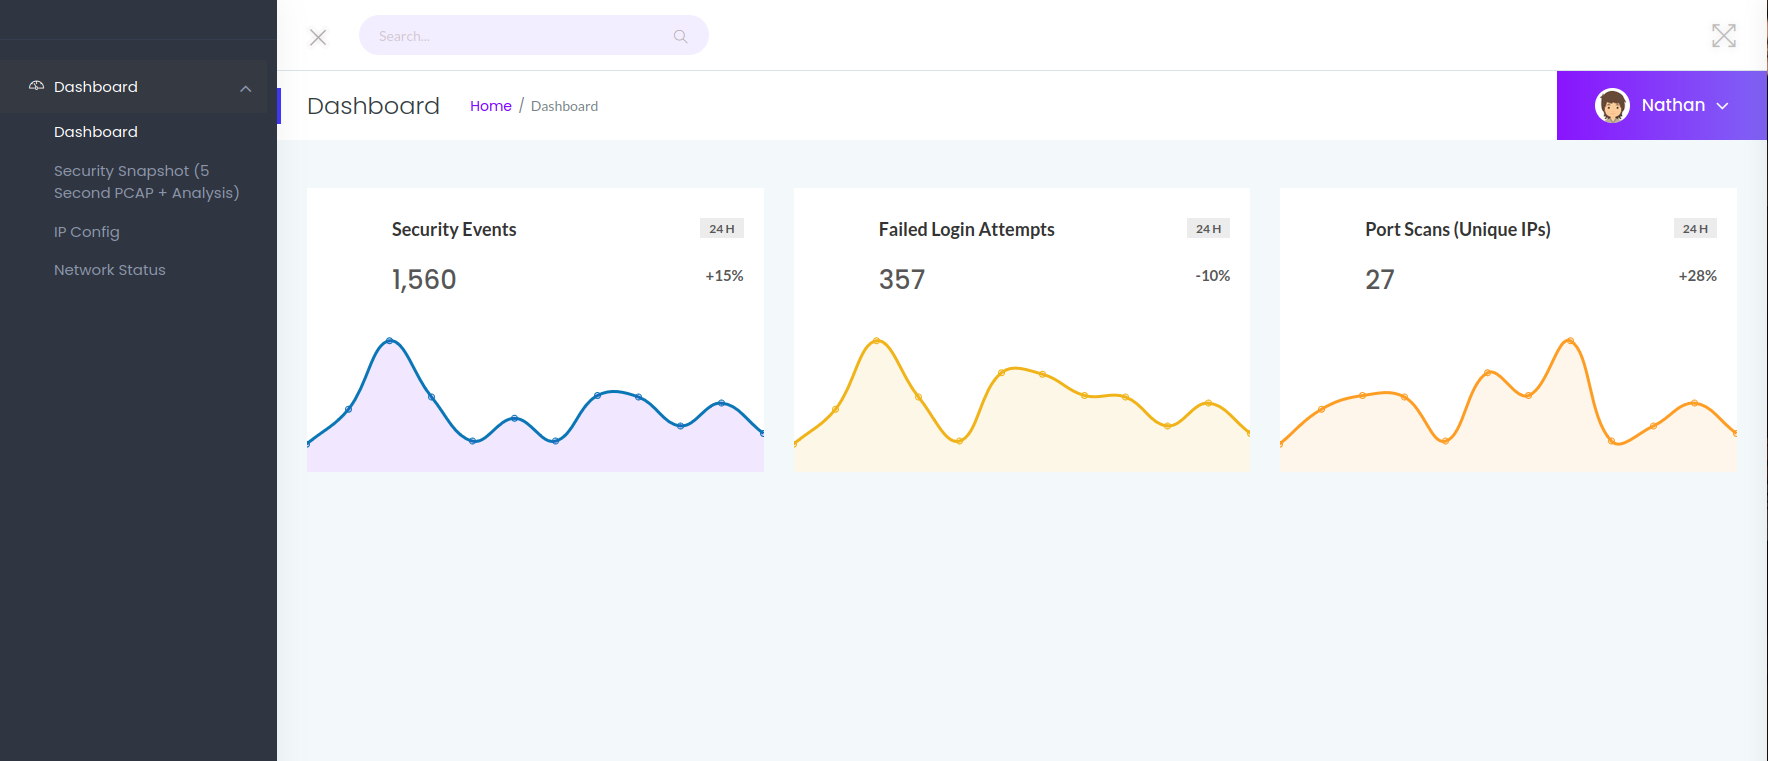 Search...
Dashboard
Dashboard
Security Snapshot (5
Second PCAP + Analysis)
IP Config
Network Status
Dashboard
Home / Dashboard
Nathan
Security Events
24 H
1,560
+15%
Failed Login Attempts
24 H
357
-10%
Port Scans (Unique IPs)
24 H
27
+28%